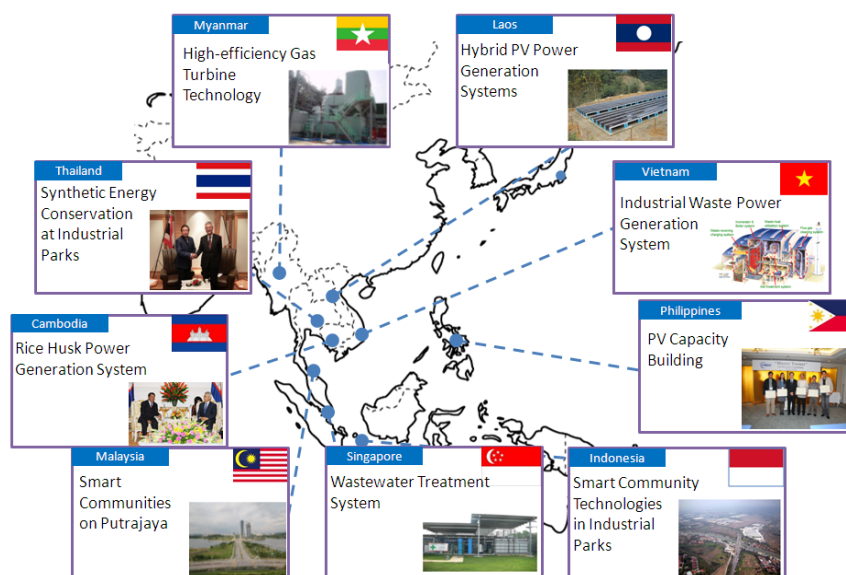 Myanmar
High-efficiency Gas
Turbine
Technology
Laos
Hybrid PV Power
Generation
Systems
Thailand
Synthetic Energy
Conservation
at Industrial
Parks
Vietnam
Industrial Waste Power
Generation
System
Cambodia
Rice Husk Power
Generation System
Philippines
PV Capacity
Building
Malaysia
Smart
Communities
on Putrajaya
Singapore
Wastewater Treatment
System
Indonesia
Smart Community
Technologies
in Industrial
Parks